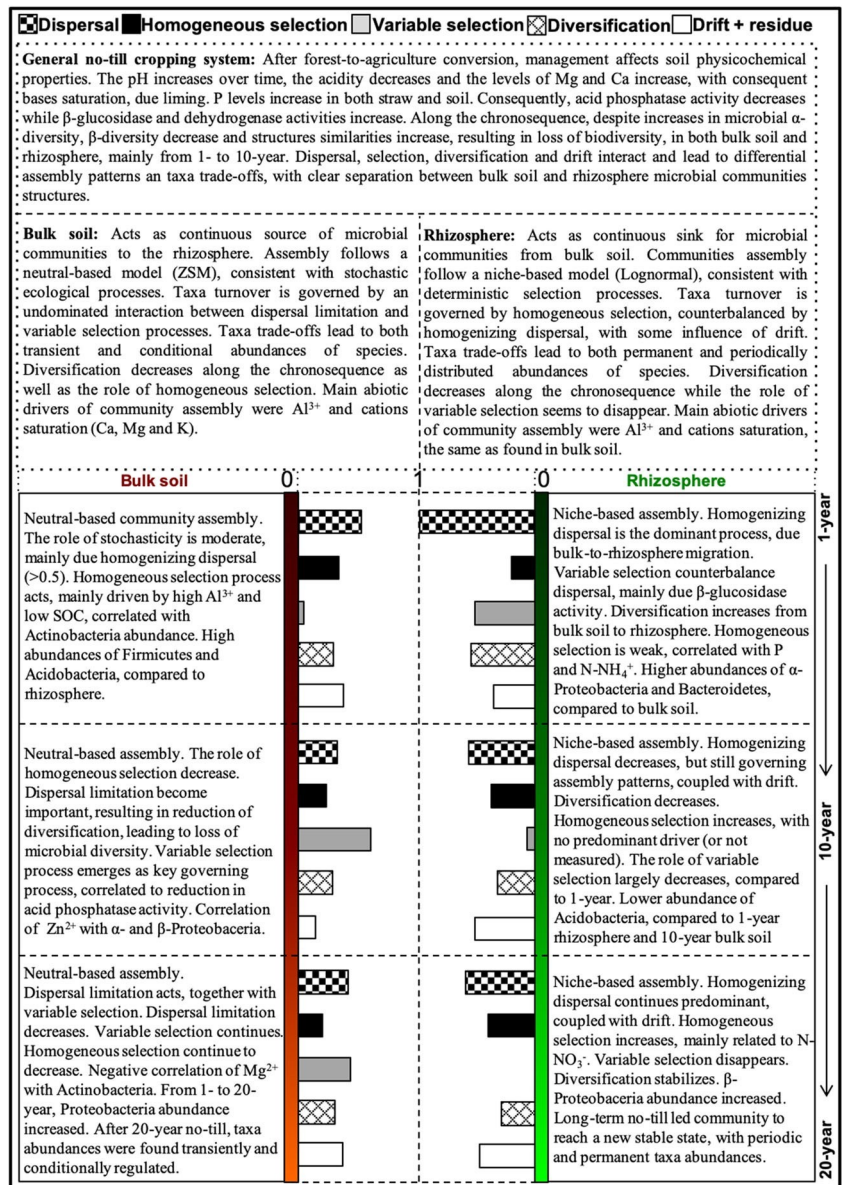 Dispersal Homogeneous selection Variable selection Diversification Drift + residue
General no-till cropping system: After forest-to-agriculture conversion, management affects soil physicochemical
properties. The pH increases over time, the acidity decreases and the levels of Mg and Ca increase, with consequent
bases saturation, due liming. P levels increase in both straw and soil. Consequently, acid phosphatase activity decreases
while β-glucosidase and dehydrogenase activities increase. Along the chronosequence, despite increases in microbial α-
diversity, β-diversity decrease and structures similarities increase, resulting in loss of biodiversity, in both bulk soil and
rhizosphere, mainly from 1- to 10-year. Dispersal, selection, diversification and drift interact and lead to differential
assembly patterns an taxa trade-offs, with clear separation between bulk soil and rhizosphere microbial communities
structures.
Bulk soil: Acts as continuous source of microbial
communities to the rhizosphere. Assembly follows a
neutral-based model (ZSM), consistent with stochastic
ecological processes. Taxa turnover is governed by an
undominated interaction between dispersal limitation and
variable selection processes. Taxa trade-offs lead to both
transient and conditional abundances of species.
Diversification decreases along the chronosequence as
well as the role of homogeneous selection. Main abiotic
drivers of community assembly were Al³⁺ and cations
saturation (Ca, Mg and K).
Rhizosphere: Acts as continuous sink for microbial
communities from bulk soil. Communities assembly
follow a niche-based model (Lognormal), consistent with
deterministic selection processes. Taxa turnover is
governed by homogeneous selection, counterbalanced by
homogenizing dispersal, with some influence of drift.
Taxa trade-offs lead to both permanent and periodically
distributed abundances of species. Diversification
decreases along the chronosequence while the role of
variable selection seems to disappear. Main abiotic drivers
of community assembly were Al³⁺ and cations saturation,
the same as found in bulk soil.
Bulk soil 0 1 0 Rhizosphere
Neutral-based community assembly.
The role of stochasticity is moderate,
mainly due homogenizing dispersal
(>0.5). Homogeneous selection process
acts, mainly driven by high Al³⁺ and
low SOC, correlated with
Actinobacteria abundance. High
abundances of Firmicutes and
Acidobacteria, compared to
rhizosphere.
Niche-based assembly. Homogenizing
dispersal is the dominant process, due
bulk-to-rhizosphere migration.
Variable selection counterbalance
dispersal, mainly due β-glucosidase
activity. Diversification increases from
bulk soil to rhizosphere. Homogeneous
selection is weak, correlated with P
and N-NH₄⁺. Higher abundances of α-
Proteobacteria and Bacteroidetes,
compared to bulk soil.
1-year
Neutral-based assembly. The role of
homogeneous selection decrease.
Dispersal limitation become
important, resulting in reduction of
diversification, leading to loss of
microbial diversity. Variable selection
process emerges as key governing
process, correlated to reduction in
acid phosphatase activity. Correlation
of Zn²⁺ with α- and β-Proteobaceria.
Niche-based assembly. Homogenizing
dispersal decreases, but still governing
assembly patterns, coupled with drift.
Diversification decreases.
Homogeneous selection increases, with
no predominant driver (or not
measured). The role of variable
selection largely decreases, compared
to 1-year. Lower abundance of
Acidobacteria, compared to 1-year
rhizosphere and 10-year bulk soil
10-year
Neutral-based assembly.
Dispersal limitation acts, together with
variable selection. Dispersal limitation
decreases. Variable selection continues.
Homogeneous selection continue to
decrease. Negative correlation of Mg²⁺
with Actinobacteria. From 1- to 20-
year, Proteobacteria abundance
increased. After 20-year no-till, taxa
abundances were found transiently and
conditionally regulated.
Niche-based assembly. Homogenizing
dispersal continues predominant,
coupled with drift. Homogeneous
selection increases, mainly related to N-
NO₃⁻. Variable selection disappears.
Diversification stabilizes. β-
Proteobaceria abundance increased.
Long-term no-till led community to
reach a new stable state, with periodic
and permanent taxa abundances.
20-year